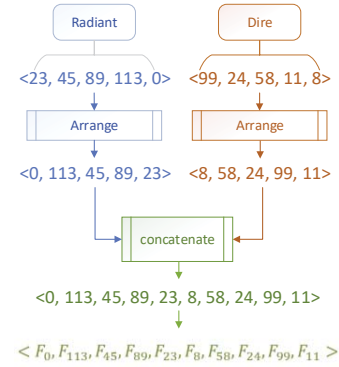 Radiant Dire
<23, 45, 89, 113, 0> <99, 24, 58, 11, 8>
Arrange Arrange
<0, 113, 45, 89, 23> <8, 58, 24, 99, 11>
concatenate
<0, 113, 45, 89, 23, 8, 58, 24, 99, 11>
< F₀, F₁₁₃, F₄₅, F₈₉, F₂₃, F₈, F₅₈, F₂₄, F₉₉, F₁₁ >